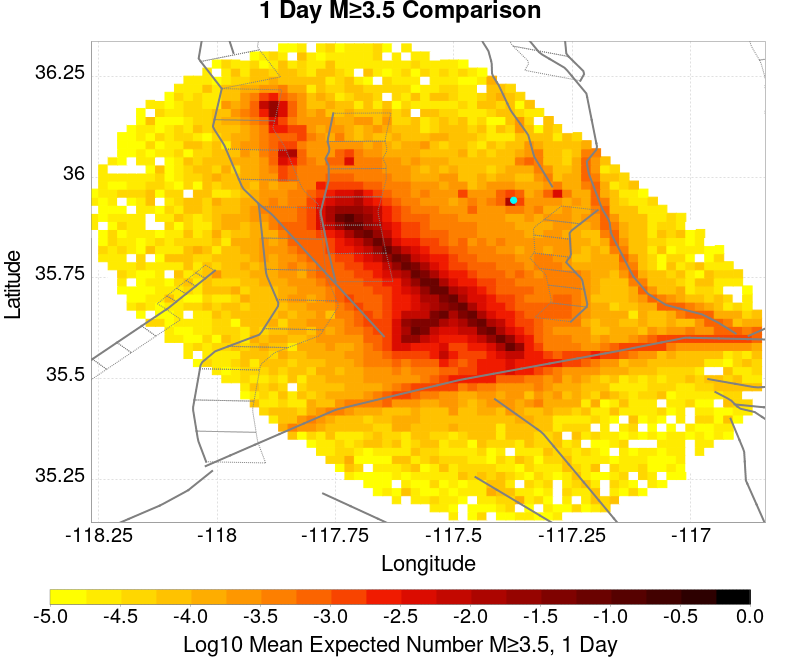 1 Day M≥3.5 Comparison
36.25
36
35.75
35.5
35.25
Latitude
-118.25 -118 -117.75 -117.5 -117.25 -117
Longitude
-5.0 -4.5 -4.0 -3.5 -3.0 -2.5 -2.0 -1.5 -1.0 -0.5 0.0
Log10 Mean Expected Number M≥3.5, 1 Day